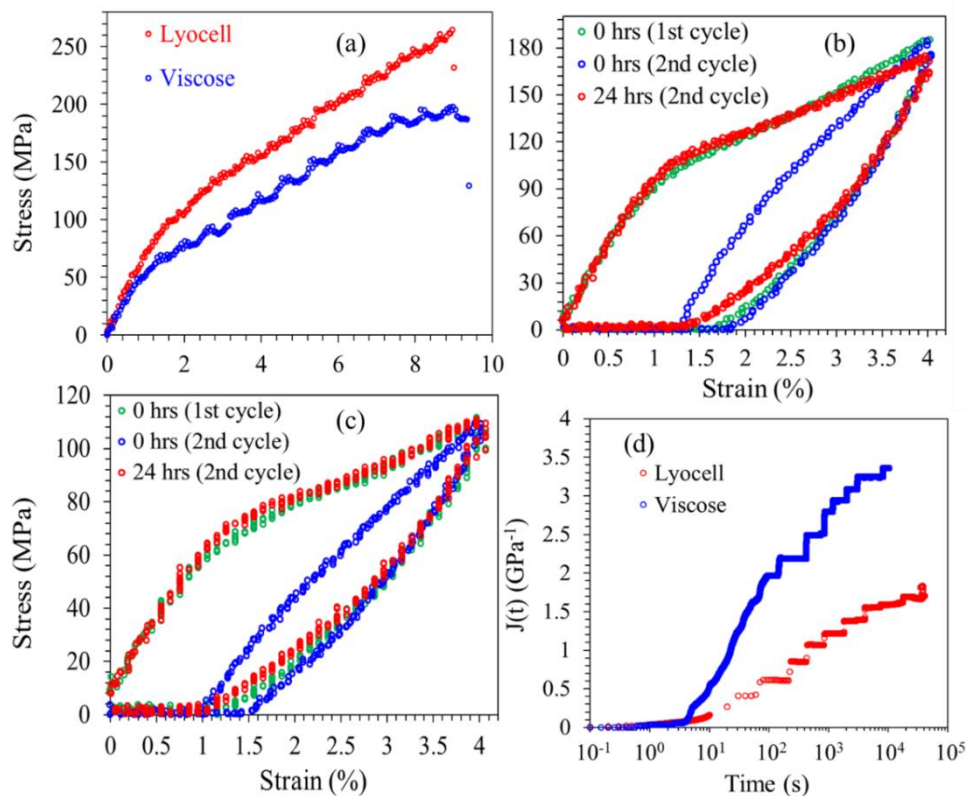 250
200
150
100
50
0
Stress (MPa)
Lyocell
Viscose
(a)
0 2 4 6 8 10
180
150
120
90
60
30
0
0 hrs (1st cycle)
0 hrs (2nd cycle)
24 hrs (2nd cycle)
(b)
0 0.5 1 1.5 2 2.5 3 3.5 4
Strain (%)
120
100
80
60
40
20
0
Stress (MPa)
0 hrs (1st cycle)
0 hrs (2nd cycle)
24 hrs (2nd cycle)
(c)
0 0.5 1 1.5 2 2.5 3 3.5 4
Strain (%)
4
3.5
3
2.5
2
1.5
1
0.5
0
J(t) (GPa⁻¹)
(d)
Lyocell
Viscose
10⁻¹ 10⁰ 10¹ 10² 10³ 10⁴ 10⁵
Time (s)